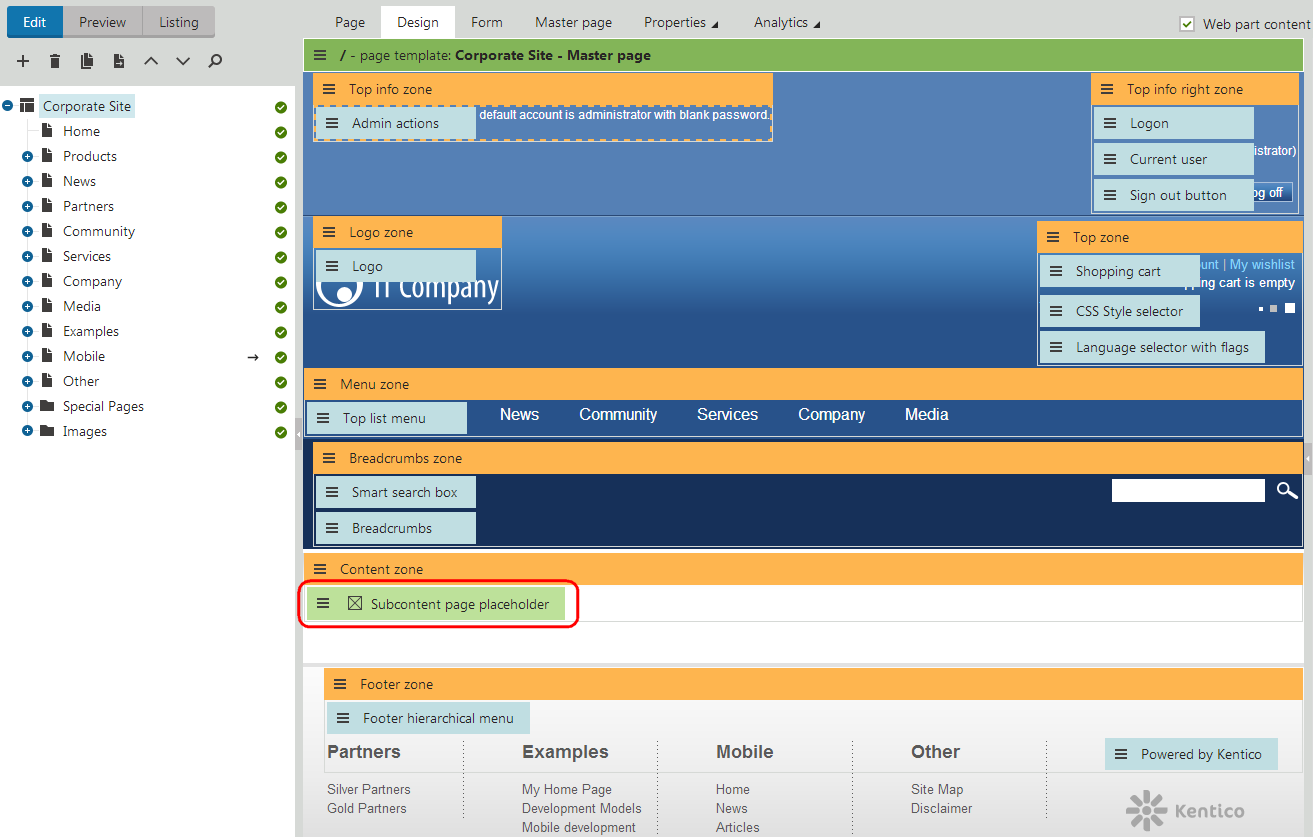 Edit Preview Listing
Page Design Form Master page Properties Analytics
Web part content
/ - page template: Corporate Site - Master page
Corporate Site
Home
Products
News
Partners
Community
Services
Company
Media
Examples
Mobile
Other
Special Pages
Images
Top info zone
Admin actions
default account is administrator with blank password.
Top info right zone
Logon
Current user
istrator)
Sign out button
og off
Logo zone
Logo
IT Company
Top zone
Shopping cart
unt | My wishlist
ping cart is empty
CSS Style selector
Language selector with flags
Menu zone
Top list menu News Community Services Company Media
Breadcrumbs zone
Smart search box
Breadcrumbs
Content zone
Subcontent page placeholder
Footer zone
Footer hierarchical menu
Partners Examples Mobile Other
Powered by Kentico
Silver Partners My Home Page Home Site Map
Gold Partners Development Models News Disclaimer
Mobile development Articles
Kentico